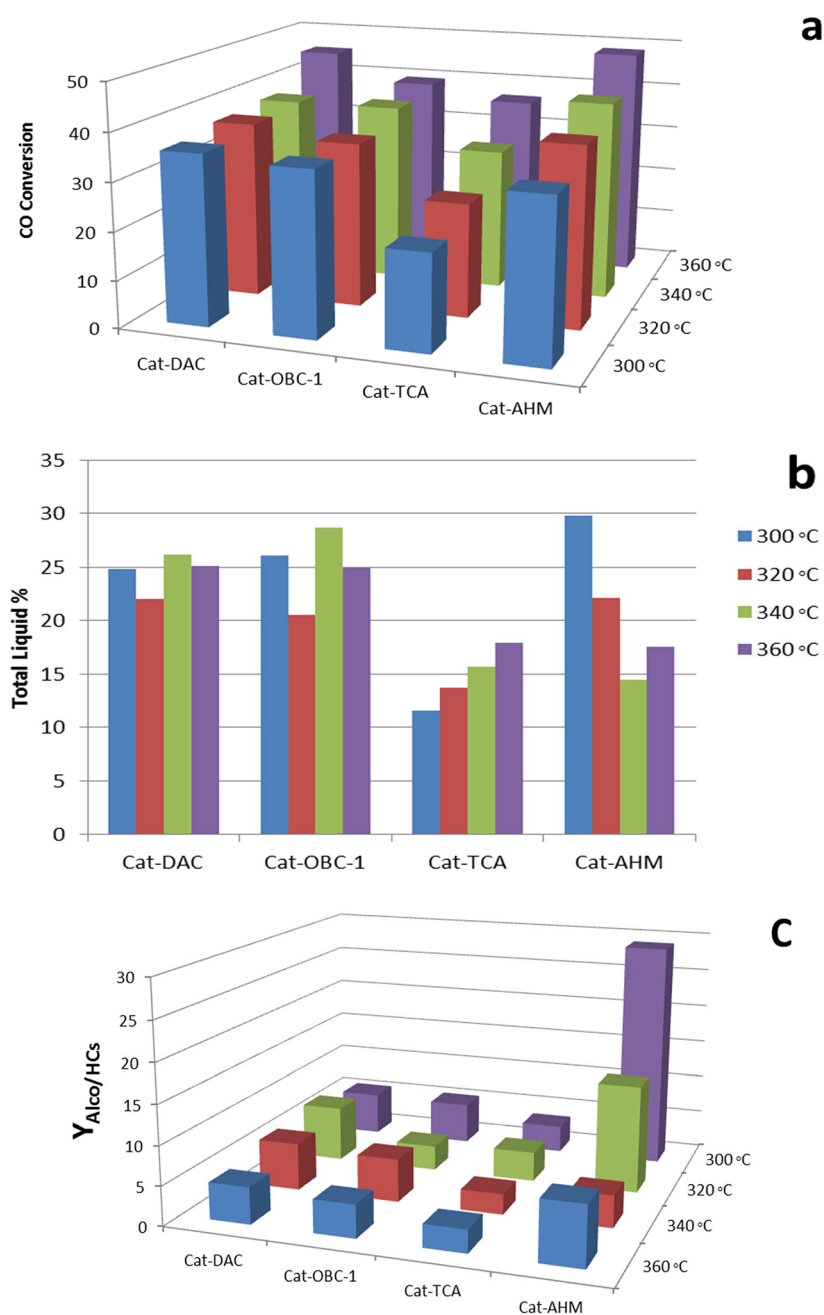 a
50
40
30
20
10
0
CO Conversion
360 °C
340 °C
320 °C
300 °C
Cat-DAC
Cat-OBC-1
Cat-TCA
Cat-AHM
b
35
30
25
20
15
10
5
0
Total Liquid %
300 °C
320 °C
340 °C
360 °C
Cat-DAC Cat-OBC-1 Cat-TCA Cat-AHM
C
30
25
20
15
10
5
0
YAlco/HCs
300 °C
320 °C
340 °C
360 °C
Cat-DAC
Cat-OBC-1
Cat-TCA
Cat-AHM